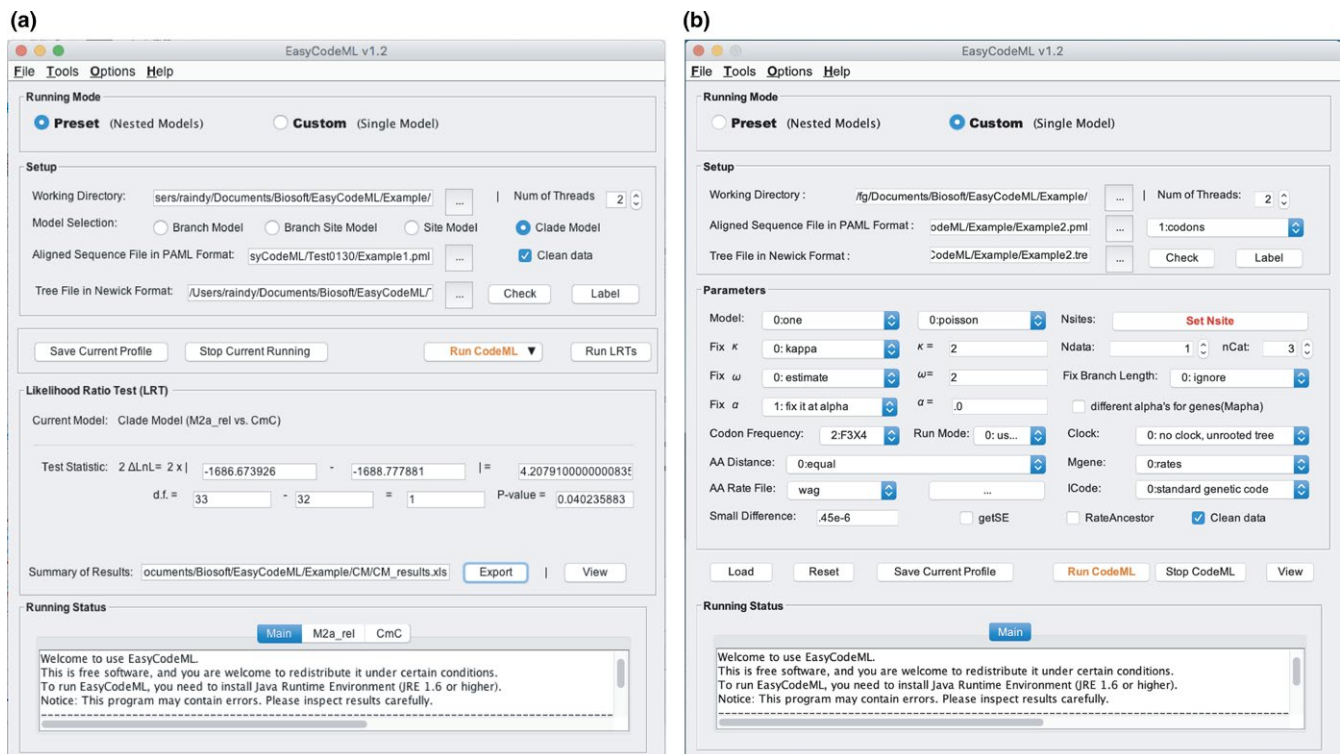 (a)
EasyCodeML v1.2
File Tools Options Help
Running Mode
Preset (Nested Models) Custom (Single Model)
Setup
Working Directory: sers/raindy/Documents/Biosoft/EasyCodeML/Example/ ... | Num of Threads 2
Model Selection: Branch Model Branch Site Model Site Model Clade Model
Aligned Sequence File in PAML Format: syCodeML/Test0130/Example1.pml ... Clean data
Tree File in Newick Format: /Users/raindy/Documents/Biosoft/EasyCodeML/ ... Check Label
Save Current Profile Stop Current Running Run CodeML ▼ Run LRTs
Likelihood Ratio Test (LRT)
Current Model: Clade Model (M2a_rel vs. CmC)
Test Statistic: 2 ΔLnL= 2 x | -1686.673926 - -1688.777881 | = 4.2079100000000835
d.f. = 33 - 32 = 1 P-value = 0.040235883
Summary of Results: ocuments/Biosoft/EasyCodeML/Example/CM/CM_results.xls Export | View
Running Status
Main M2a_rel CmC
Welcome to use EasyCodeML.
This is free software, and you are welcome to redistribute it under certain conditions.
To run EasyCodeML, you need to install Java Runtime Environment (JRE 1.6 or higher).
Notice: This program may contain errors. Please inspect results carefully.
(b)
EasyCodeML v1.2
File Tools Options Help
Running Mode
Preset (Nested Models) Custom (Single Model)
Setup
Working Directory : /fg/Documents/Biosoft/EasyCodeML/Example/ ... | Num of Threads: 2
Aligned Sequence File in PAML Format : odeML/Example/Example2.pml ... 1:codons
Tree File in Newick Format : CodeML/Example/Example2.tre ... Check Label
Parameters
Model: 0:one 0:poisson Nsites: Set Nsite
Fix κ 0: kappa κ = 2 Ndata: 1 nCat: 3
Fix ω 0: estimate ω= 2 Fix Branch Length: 0: ignore
Fix α 1: fix it at alpha α = .0 different alpha's for genes(Mapha)
Codon Frequency: 2:F3X4 Run Mode: 0: us... Clock: 0: no clock, unrooted tree
AA Distance: 0:equal Mgene: 0:rates
AA Rate File: wag ... ICode: 0:standard genetic code
Small Difference: .45e-6 getSE RateAncestor Clean data
Load Reset Save Current Profile Run CodeML Stop CodeML View
Running Status
Main
Welcome to use EasyCodeML.
This is free software, and you are welcome to redistribute it under certain conditions.
To run EasyCodeML, you need to install Java Runtime Environment (JRE 1.6 or higher).
Notice: This program may contain errors. Please inspect results carefully.